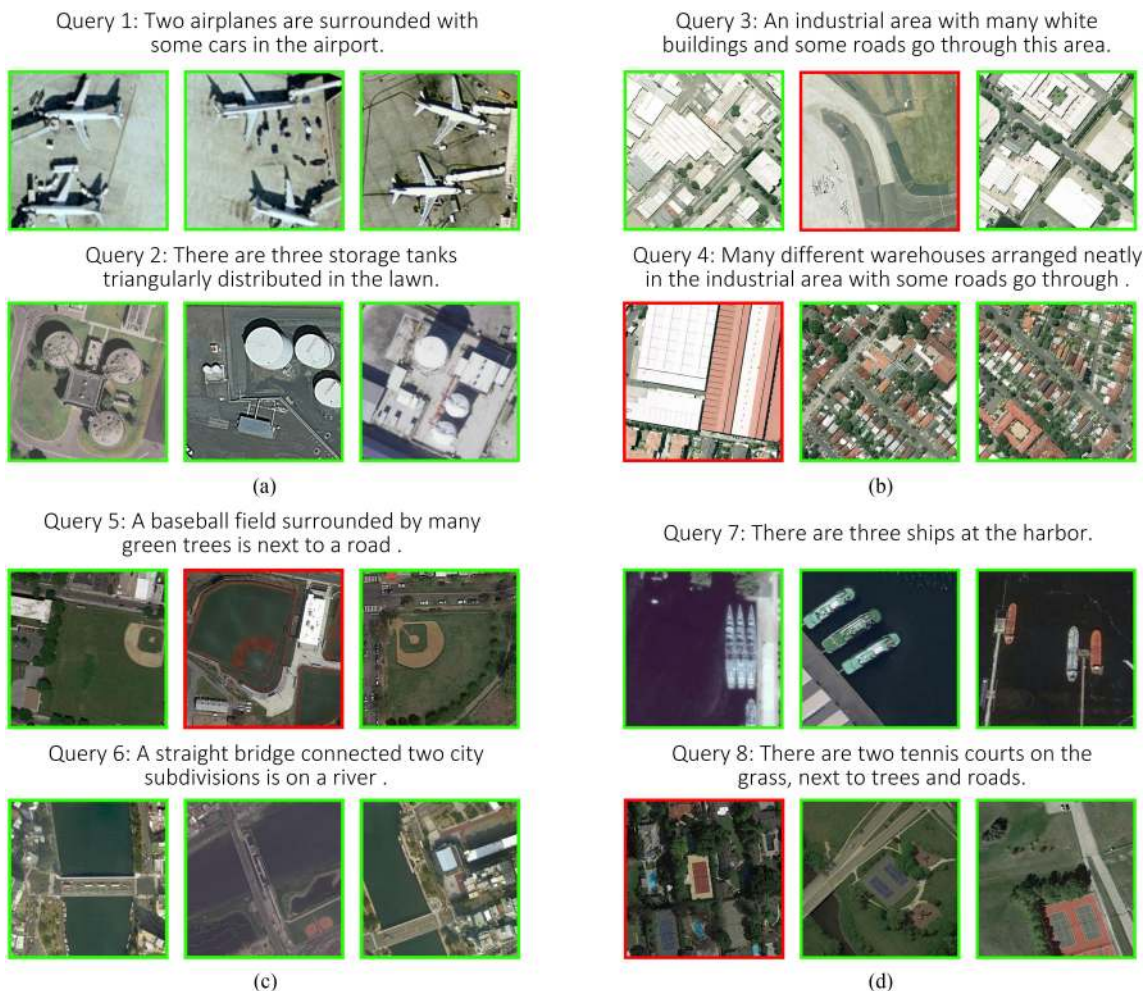 Query 1: Two airplanes are surrounded with
some cars in the airport.
Query 3: An industrial area with many white
buildings and some roads go through this area.
Query 2: There are three storage tanks
triangularly distributed in the lawn.
Query 4: Many different warehouses arranged neatly
in the industrial area with some roads go through .
(a)
(b)
Query 5: A baseball field surrounded by many
green trees is next to a road .
Query 7: There are three ships at the harbor.
Query 6: A straight bridge connected two city
subdivisions is on a river .
Query 8: There are two tennis courts on the
grass, next to trees and roads.
(c)
(d)